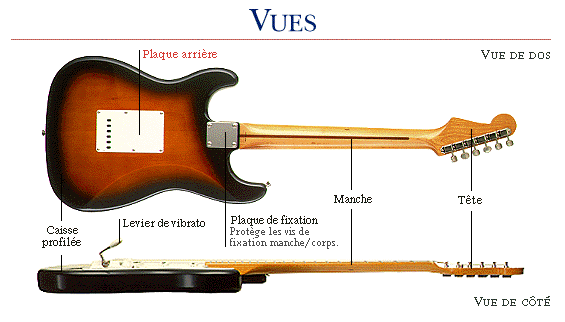 VUES
Plaque arrière
VUE DE DOS
Manche
Tête
Caisse
profilée
Levier de vibrato
Plaque de fixation
Protège les vis de
fixation manche/corps.
VUE DE CÔTÉ